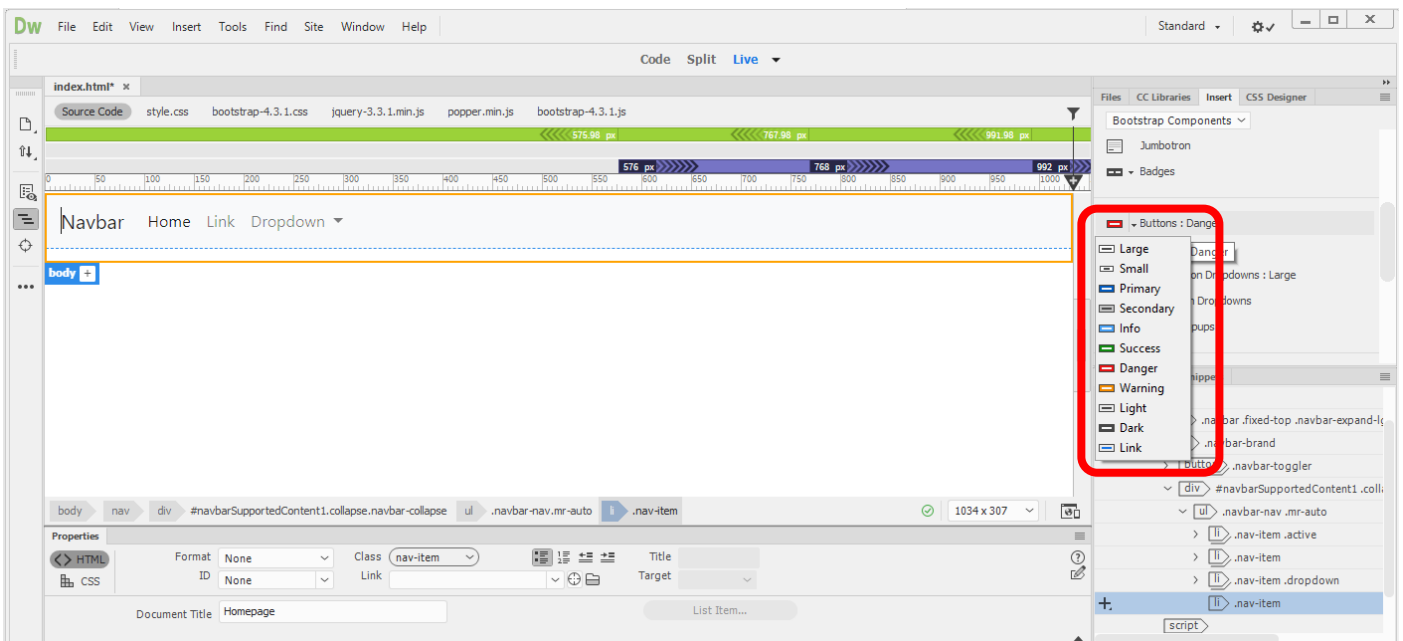 Dw File Edit View Insert Tools Find Site Window Help Standard
Code Split Live
index.html* ×
Source Code style.css bootstrap-4.3.1.css jquery-3.3.1.min.js popper.min.js bootstrap-4.3.1.js
575.98 px 767.98 px 991.98 px
576 px 768 px 992 px
0 50 100 150 200 250 300 350 400 450 500 550 600 650 700 750 800 850 900 950 1000
Navbar Home Link Dropdown
body +
Files CC Libraries Insert CSS Designer
Bootstrap Components
Jumbotron
Badges
Buttons : Dange
Danger
on Dropdowns : Large
Dropdowns
pups
Large
Small
Primary
Secondary
Info
Success
Danger
Warning
Light
Dark
Link
.navbar .fixed-top .navbar-expand-lg
.navbar-brand
button .navbar-toggler
div #navbarSupportedContent1 .colla
ul .navbar-nav .mr-auto
li .nav-item .active
li .nav-item
li .nav-item .dropdown
li .nav-item
script
body nav div #navbarSupportedContent1.collapse.navbar-collapse ul .navbar-nav.mr-auto li .nav-item 1034 x 307
Properties
<> HTML Format None Class nav-item Title
CSS ID None Link Target
Document Title Homepage List Item...